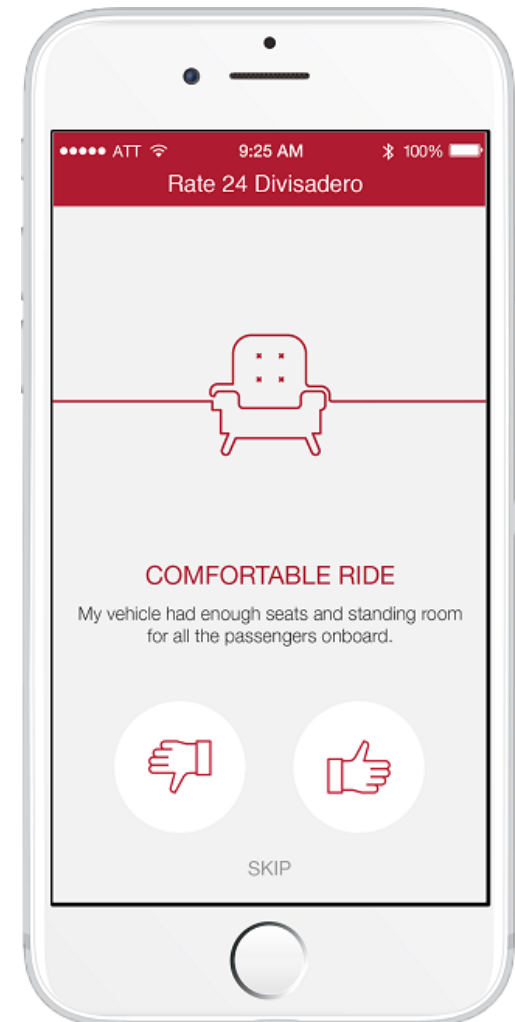 ATT 9:25 AM 100%
Rate 24 Divisadero
COMFORTABLE RIDE
My vehicle had enough seats and standing room
for all the passengers onboard.
SKIP